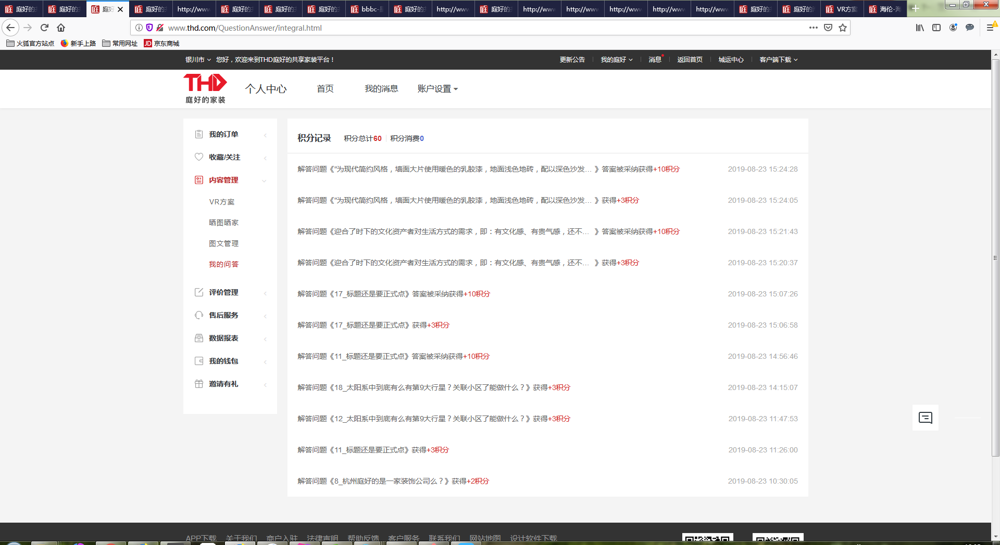 庭好的
庭好的
庭好
庭好的
http://www
庭好的
庭好的
庭好的
bbbc-
庭好的
http://www
庭好的
http://www
http://www
http://www
http://www
http://www
庭好的
庭好的
VR方案
海伦-海
www.thd.com/QuestionAnswer/integral.html
火狐官方站点 新手上路 常用网址 JD 京东商城
银川市 您好，欢迎来到THD庭好的共享家装平台！ 更新公告 我的庭好 消息 返回首页 城运中心 客户端下载
THD
庭好的家装
个人中心 首页 我的消息 账户设置
我的订单
收藏/关注
内容管理
VR方案
晒图晒家
图文管理
我的问答
评价管理
售后服务
数据报表
我的钱包
邀请有礼
积分记录 积分总计60 积分消费0
解答问题《"为现代简约风格，墙面大片使用暖色的乳胶漆，地面浅色地砖，配以深色沙发... 》答案被采纳获得+10积分 2019-08-23 15:24:28
解答问题《"为现代简约风格，墙面大片使用暖色的乳胶漆，地面浅色地砖，配以深色沙发... 》获得+3积分 2019-08-23 15:24:05
解答问题《迎合了时下的文化资产者对生活方式的需求，即：有文化感、有贵气感，还不... 》答案被采纳获得+10积分 2019-08-23 15:21:43
解答问题《迎合了时下的文化资产者对生活方式的需求，即：有文化感、有贵气感，还不... 》获得+3积分 2019-08-23 15:20:37
解答问题《17_标题还是要正式点》答案被采纳获得+10积分 2019-08-23 15:07:26
解答问题《17_标题还是要正式点》获得+3积分 2019-08-23 15:06:58
解答问题《11_标题还是要正式点》答案被采纳获得+10积分 2019-08-23 14:56:46
解答问题《18_太阳系中到底有么有第9大行星？关联小区了能做什么？》获得+3积分 2019-08-23 14:15:07
解答问题《12_太阳系中到底有么有第9大行星？关联小区了能做什么？》获得+3积分 2019-08-23 11:47:53
解答问题《11_标题还是要正式点》获得+3积分 2019-08-23 11:26:00
解答问题《8_杭州庭好的是一家装饰公司么？》获得+2积分 2019-08-23 10:30:05
APP下载 关于我们 商户入驻 法律声明 帮助反馈 客户服务 联系我们 网站地图 设计软件下载